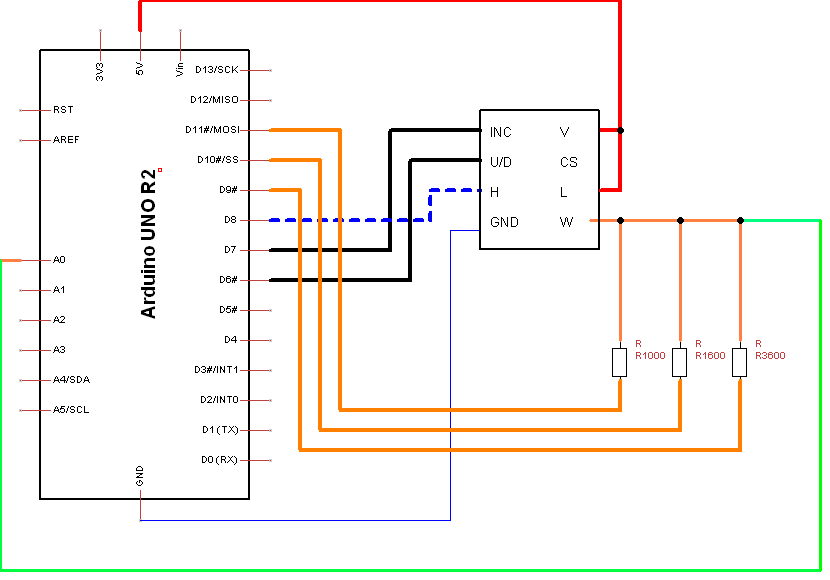 3V3
5V
Vin
D13/SCK
D12/MISO
RST
D11#/MOSI
AREF
D10#/SS
D9#
D8
A0
D7
A1
D6#
A2
D5#
A3
D4
A4/SDA
D3#/INT1
A5/SCL
D2/INT0
D1(TX)
D0(RX)
GND
Arduino UNO R2
INC V
U/D CS
H L
GND W
R
R1000
R
R1600
R
R3600